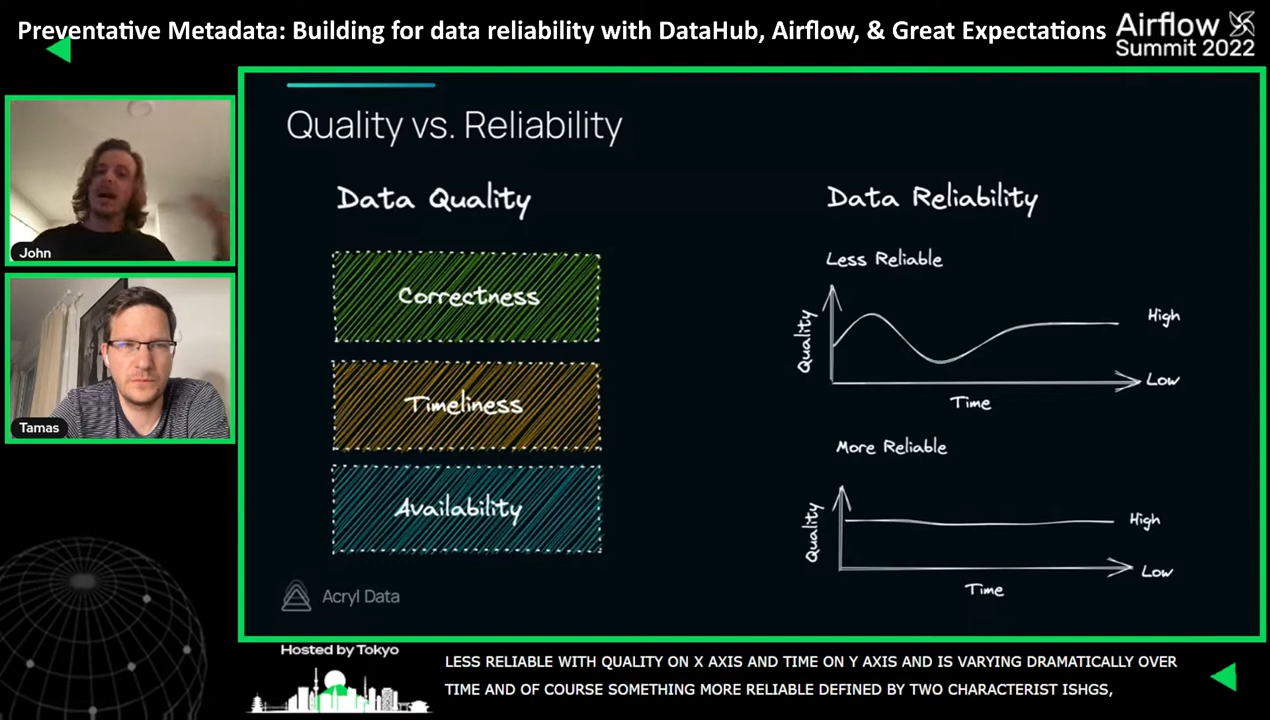 Preventative Metadata: Building for data reliability with DataHub, Airflow, & Great Expectations
Airflow
Summit 2022
John
Tamas
Quality vs. Reliability
Data Quality
Correctness
Timeliness
Availability
Data Reliability
Less Reliable
Quality
High
Low
Time
More Reliable
Quality
High
Low
Time
Acryl Data
Hosted by Tokyo
LESS RELIABLE WITH QUALITY ON X AXIS AND TIME ON Y AXIS AND IS VARYING DRAMATICALLY OVER
TIME AND OF COURSE SOMETHING MORE RELIABLE DEFINED BY TWO CHARACTERIST ISHGS,